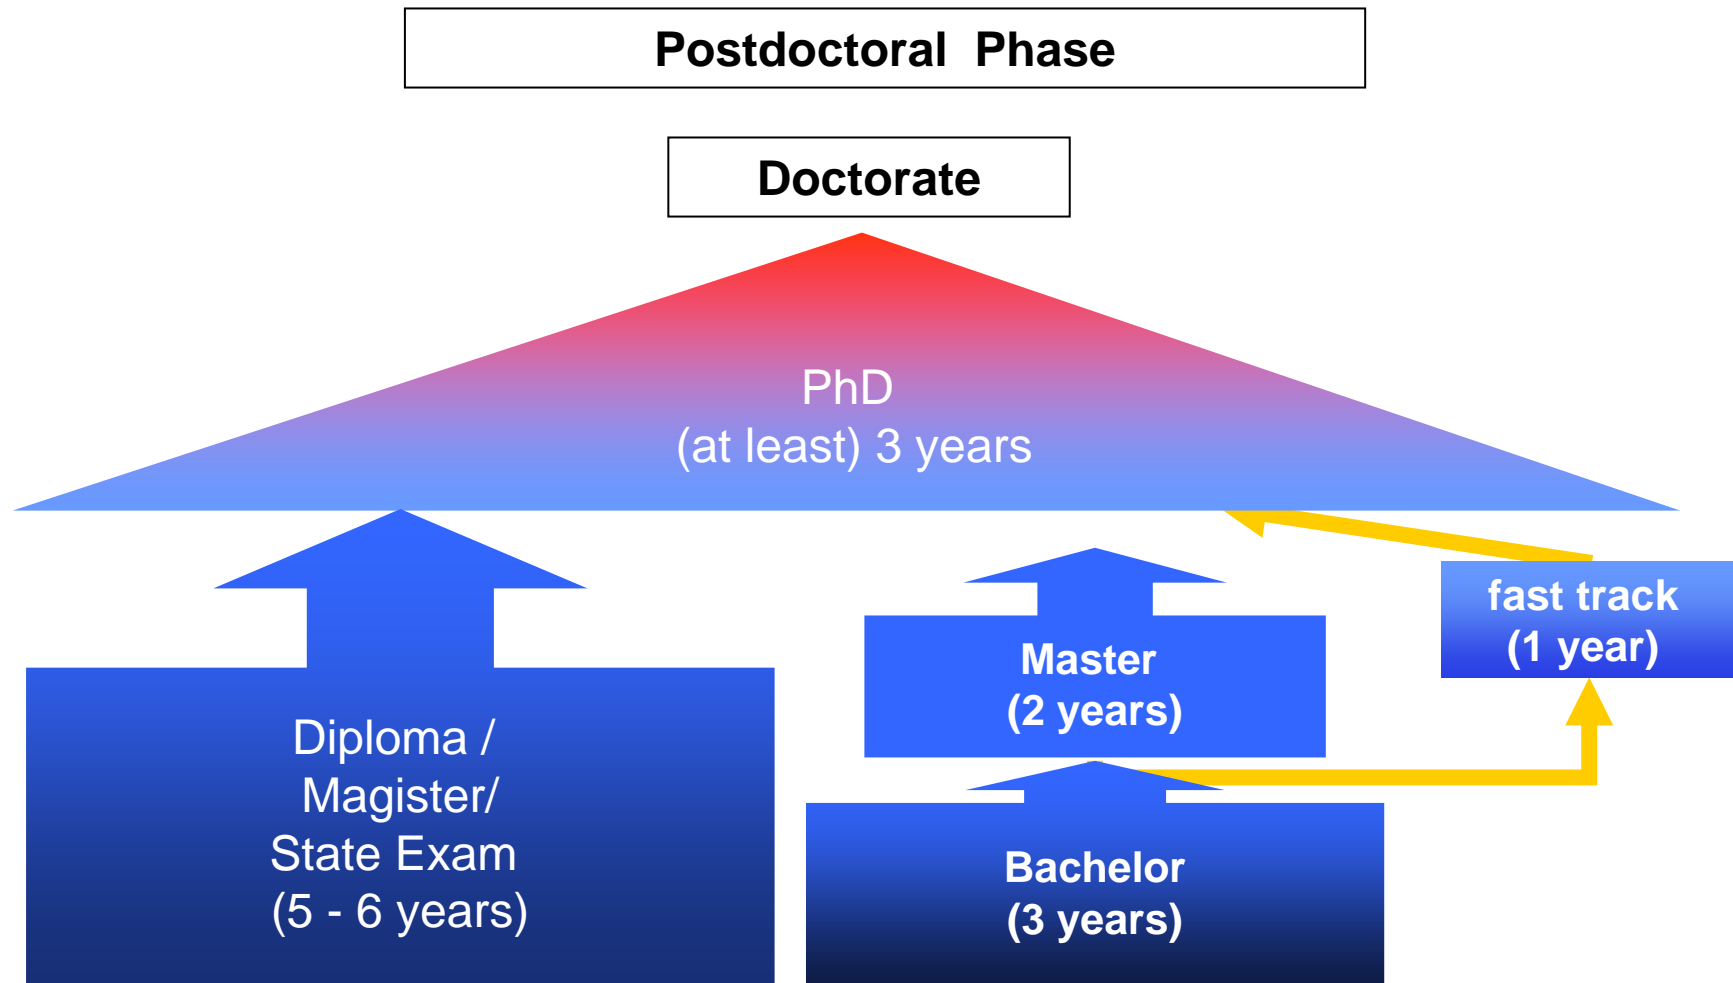 Postdoctoral Phase
Doctorate
PhD
(at least) 3 years
fast track
(1 year)
Master
(2 years)
Diploma /
Magister/
State Exam
(5 - 6 years)
Bachelor
(3 years)